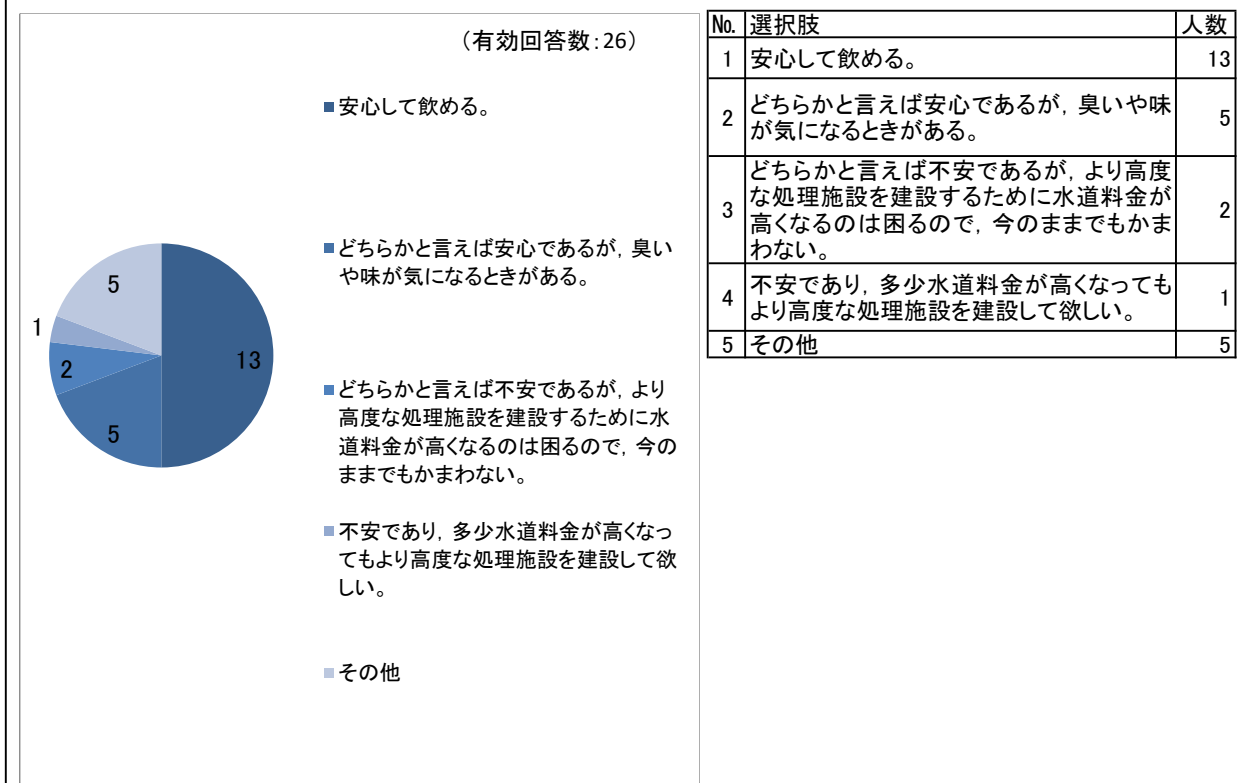 （有効回答数：26）
安心して飲める。
どちらかと言えば安心であるが，臭い
や味が気になるときがある。
どちらかと言えば不安であるが，より
高度な処理施設を建設するために水
道料金が高くなるのは困るので，今の
ままでもかまわない。
不安であり，多少水道料金が高くなっ
てもより高度な処理施設を建設して欲
しい。
その他
5
1
2
5
13
№ 選択肢 人数
1 安心して飲める。 13
2 どちらかと言えば安心であるが，臭いや味
が気になるときがある。 5
3 どちらかと言えば不安であるが，より高度
な処理施設を建設するために水道料金が
高くなるのは困るので，今のままでもかま
わない。 2
4 不安であり，多少水道料金が高くなっても
より高度な処理施設を建設して欲しい。 1
5 その他 5